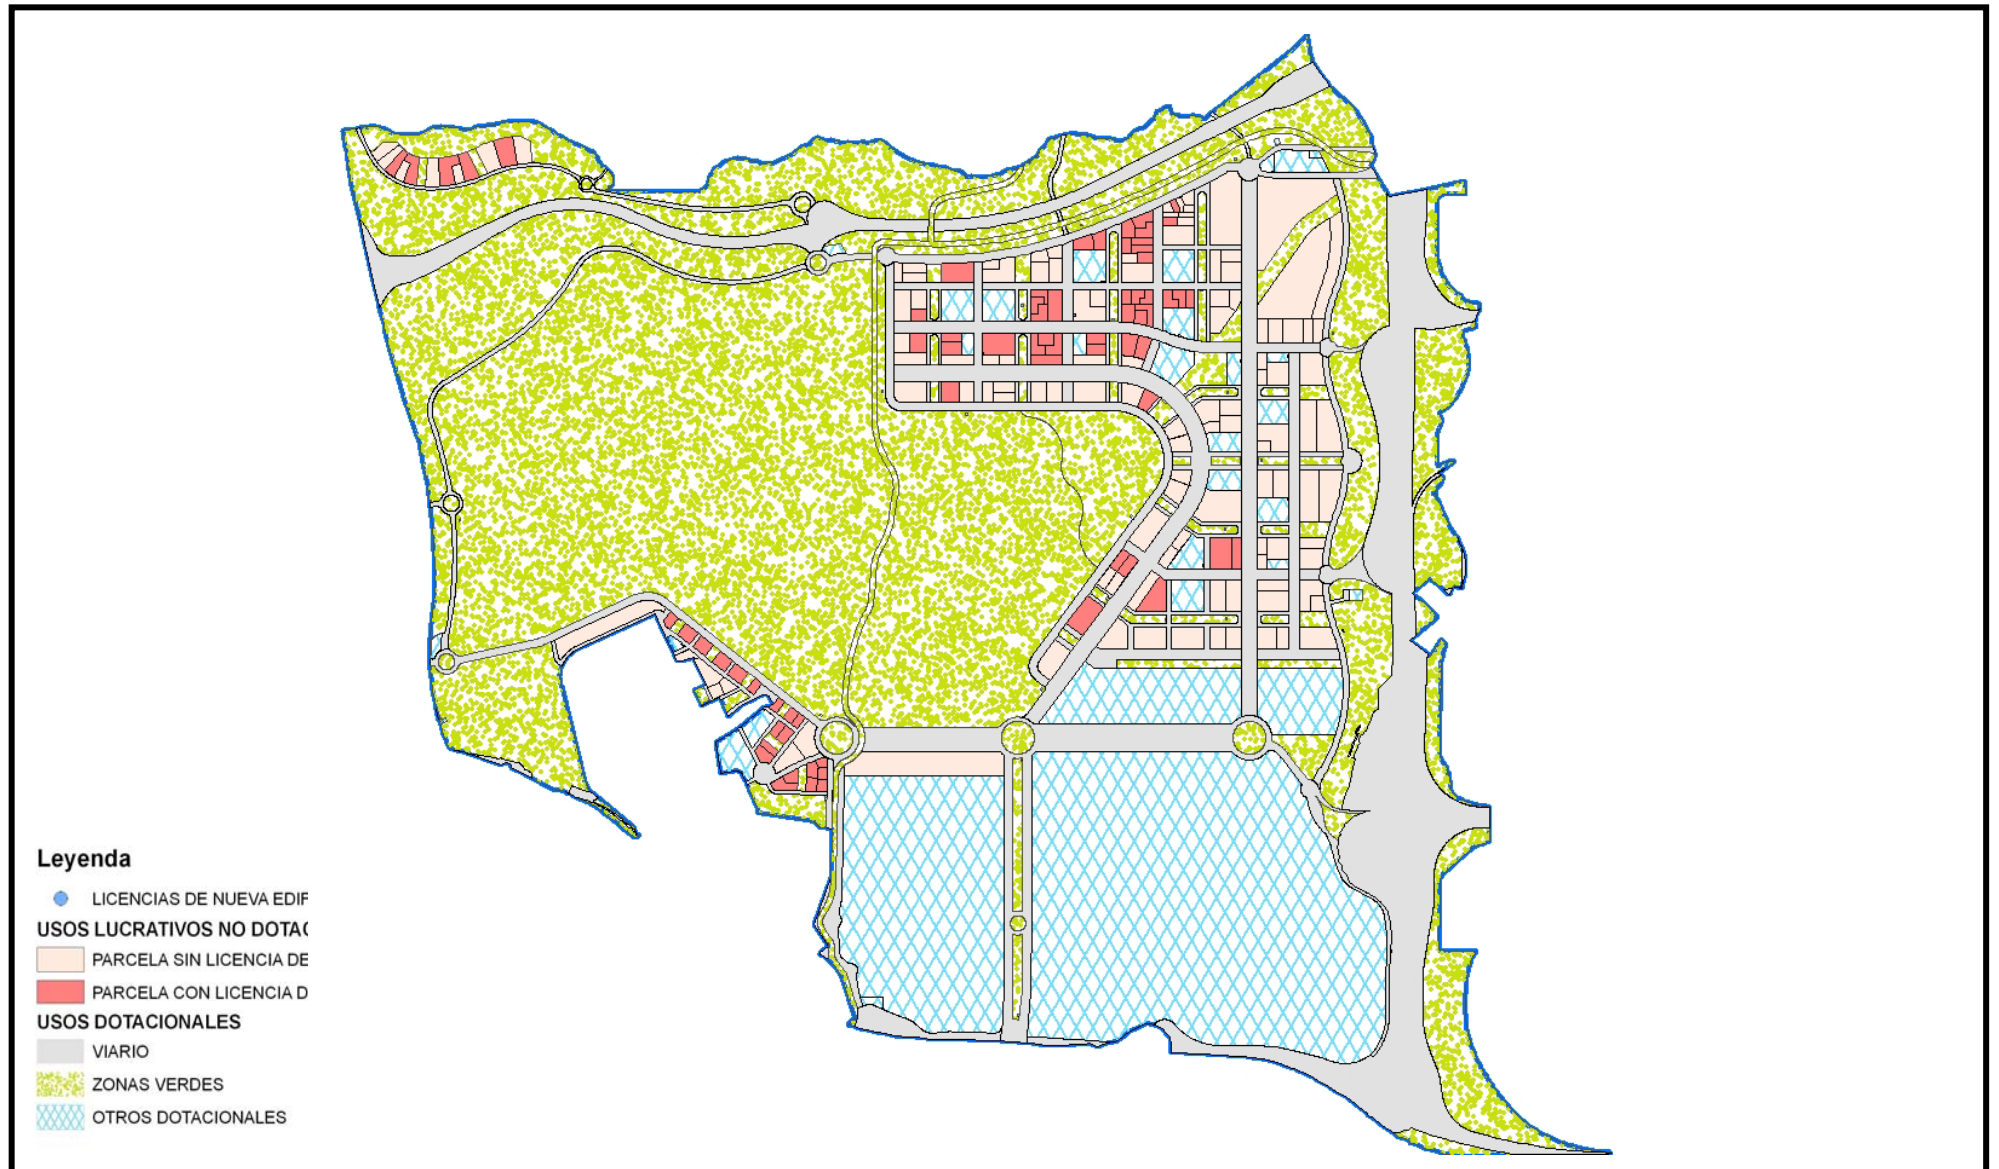 Leyenda
LICENCIAS DE NUEVA EDIF
USOS LUCRATIVOS NO DOTAC
PARCELA SIN LICENCIA DE
PARCELA CON LICENCIA D
USOS DOTACIONALES
VIARIO
ZONAS VERDES
OTROS DOTACIONALES